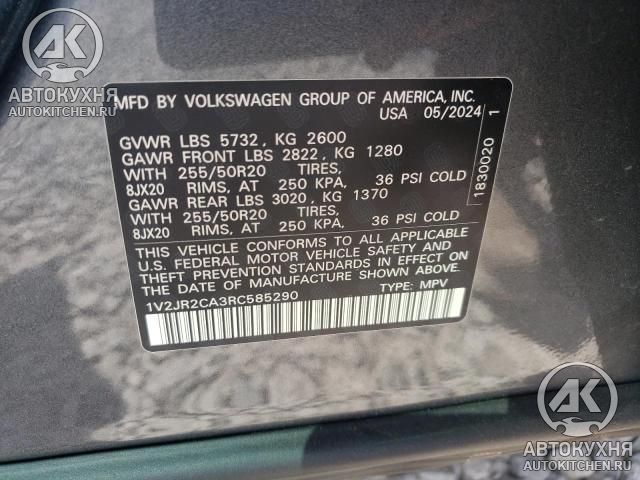 AK
АВТОКУХНЯ
AUTOKITCHEN.RU
AK
АВТОКУХНЯ
AUTOKITCHEN.RU
MFD BY VOLKSWAGEN GROUP OF AMERICA, INC.
USA 05/2024
GVWR LBS 5732, KG 2600
GAWR FRONT LBS 2822, KG 1280
WITH 255/50R20 TIRES,
8JX20 RIMS, AT 250 KPA, 36 PSI COLD
GAWR REAR LBS 3020, KG 1370
WITH 255/50R20 TIRES,
8JX20 RIMS, AT 250 KPA, 36 PSI COLD
THIS VEHICLE CONFORMS TO ALL APPLICABLE
U.S. FEDERAL MOTOR VEHICLE SAFETY AND
THEFT PREVENTION STANDARDS IN EFFECT ON
THE DATE OF MANUFACTURE SHOWN ABOVE.
1V2JR2CA3RC585290 TYPE: MPV
1830020 1
AK
АВТОКУХНЯ
AUTOKITCHEN.RU